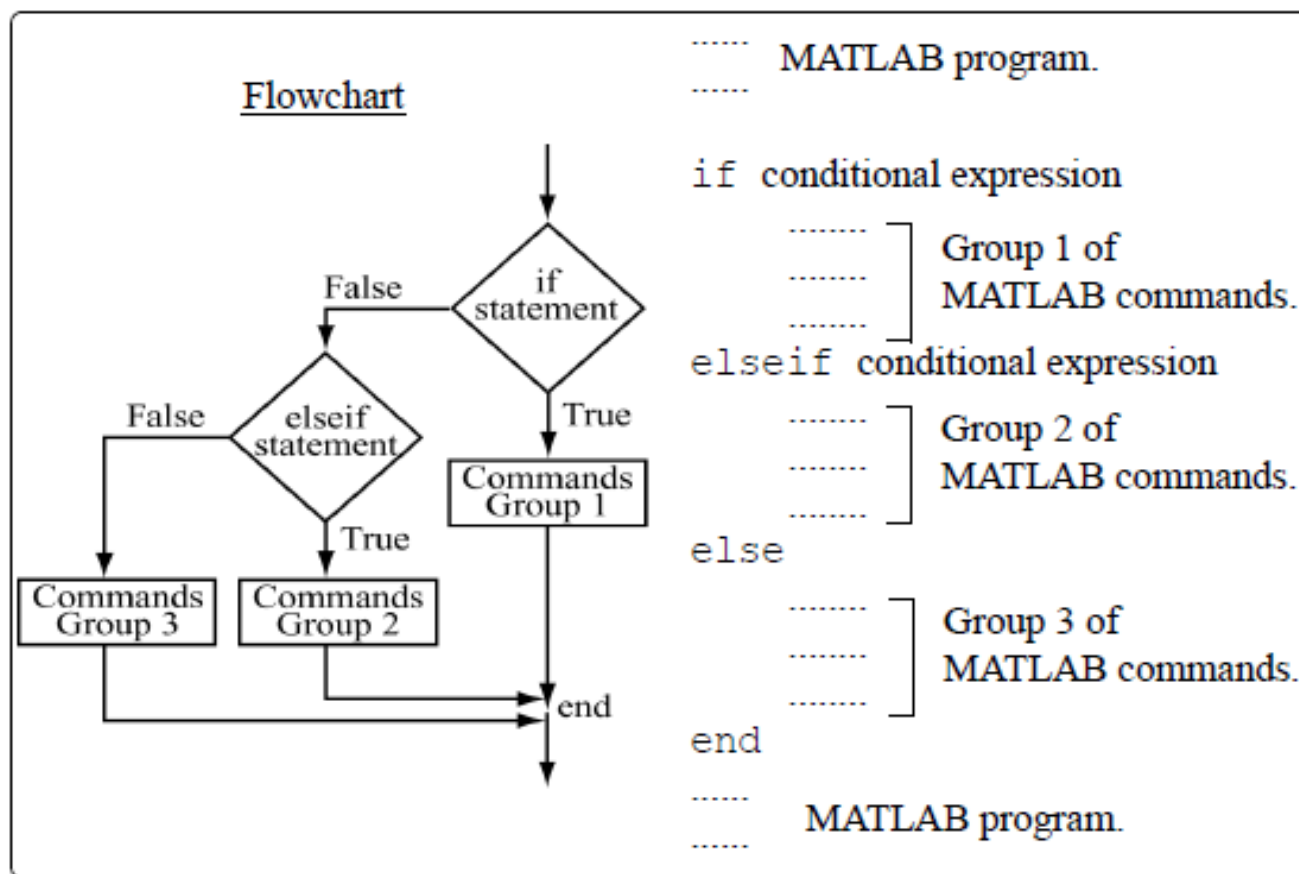 Flowchart
if
statement
False
True
elseif
statement
False
True
Commands
Group 1
Commands
Group 3
Commands
Group 2
end
------ MATLAB program.
------
if conditional expression
--------
-------- Group 1 of
-------- MATLAB commands.
elseif conditional expression
--------
-------- Group 2 of
-------- MATLAB commands.
else
--------
-------- Group 3 of
-------- MATLAB commands.
end
------
------ MATLAB program.